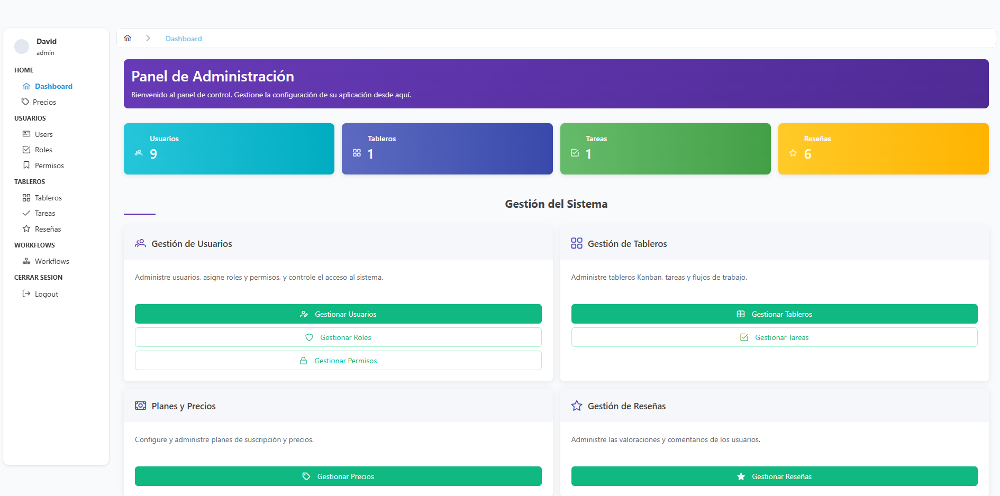 David
admin
HOME
Dashboard
Precios
USUARIOS
Users
Roles
Permisos
TABLEROS
Tableros
Tareas
Reseñas
WORKFLOWS
Workflows
CERRAR SESION
Logout
Dashboard
Panel de Administración
Bienvenido al panel de control. Gestione la configuración de su aplicación desde aquí.
Usuarios
9
Tableros
1
Tareas
1
Reseñas
6
Gestión del Sistema
Gestión de Usuarios
Administre usuarios, asigne roles y permisos, y controle el acceso al sistema.
Gestionar Usuarios
Gestionar Roles
Gestionar Permisos
Gestión de Tableros
Administre tableros Kanban, tareas y flujos de trabajo.
Gestionar Tableros
Gestionar Tareas
Planes y Precios
Configure y administre planes de suscripción y precios.
Gestionar Precios
Gestión de Reseñas
Administre las valoraciones y comentarios de los usuarios.
Gestionar Reseñas